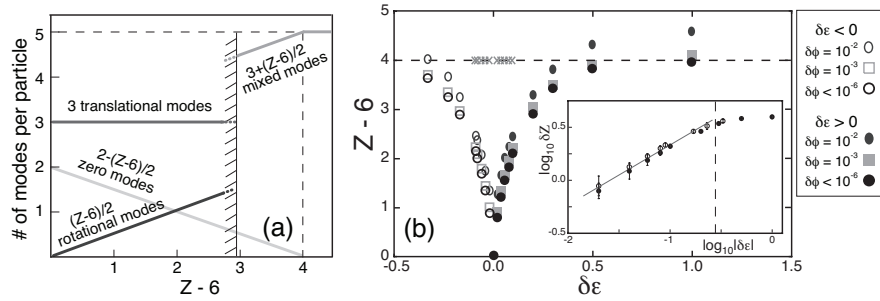 # of modes per particle
5
4
3
2
1
3 translational modes
2-(Z-6)/2
zero modes
(Z-6)/2
rotational modes
3+(Z-6)/2
mixed modes
(a)
1
2
3
4
Z - 6
Z - 6
5
4
3
2
1
0
-0.5
0.0
0.5
1.0
1.5
δε
(b)
log10 δZ
0.5
0.0
-0.5
-2
-1
0
log10|δε|
δε < 0
δϕ = 10-2
δϕ = 10-3
δϕ < 10-6
δε > 0
δϕ = 10-2
δϕ = 10-3
δϕ < 10-6